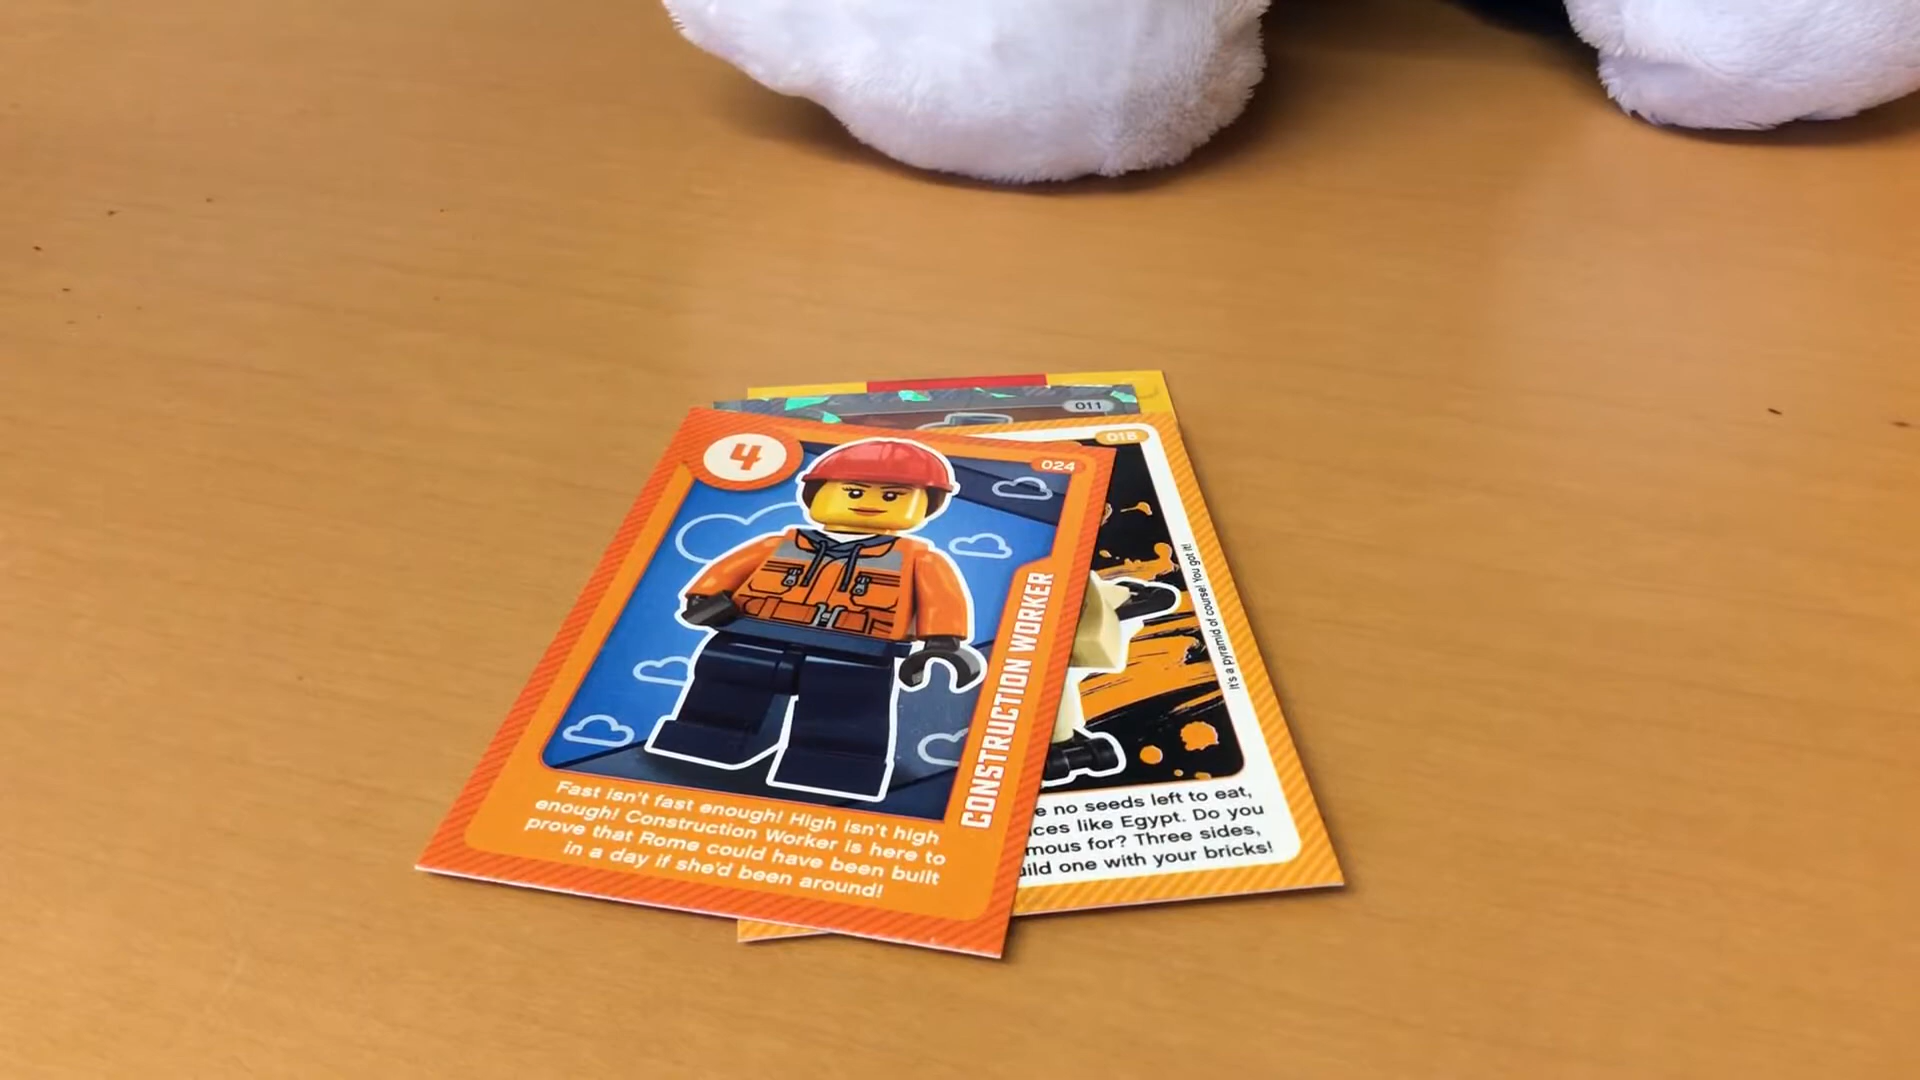 011
018
4
024
CONSTRUCTION WORKER
Fast isn't fast enough! High isn't high
enough! Construction Worker is here to
prove that Rome could have been built
in a day if she'd been around!
It's a pyramid of course! You got it!
e no seeds left to eat,
ces like Egypt. Do you
mous for? Three sides,
uild one with your bricks!